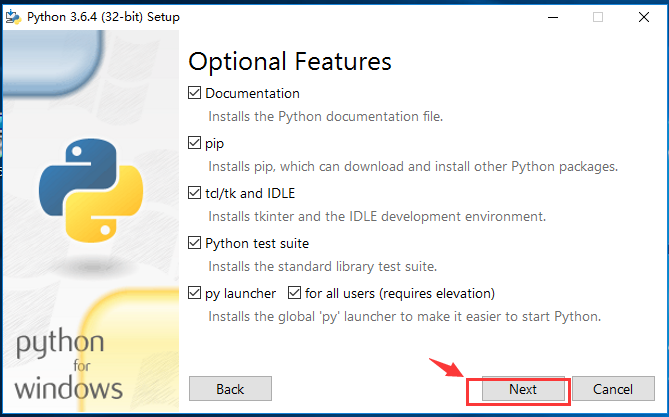 Python 3.6.4 (32-bit) Setup
Optional Features
Documentation
Installs the Python documentation file.
pip
Installs pip, which can download and install other Python packages.
tcl/tk and IDLE
Installs tkinter and the IDLE development environment.
Python test suite
Installs the standard library test suite.
py launcher for all users (requires elevation)
Installs the global 'py' launcher to make it easier to start Python.
python
for
windows
Back Next Cancel